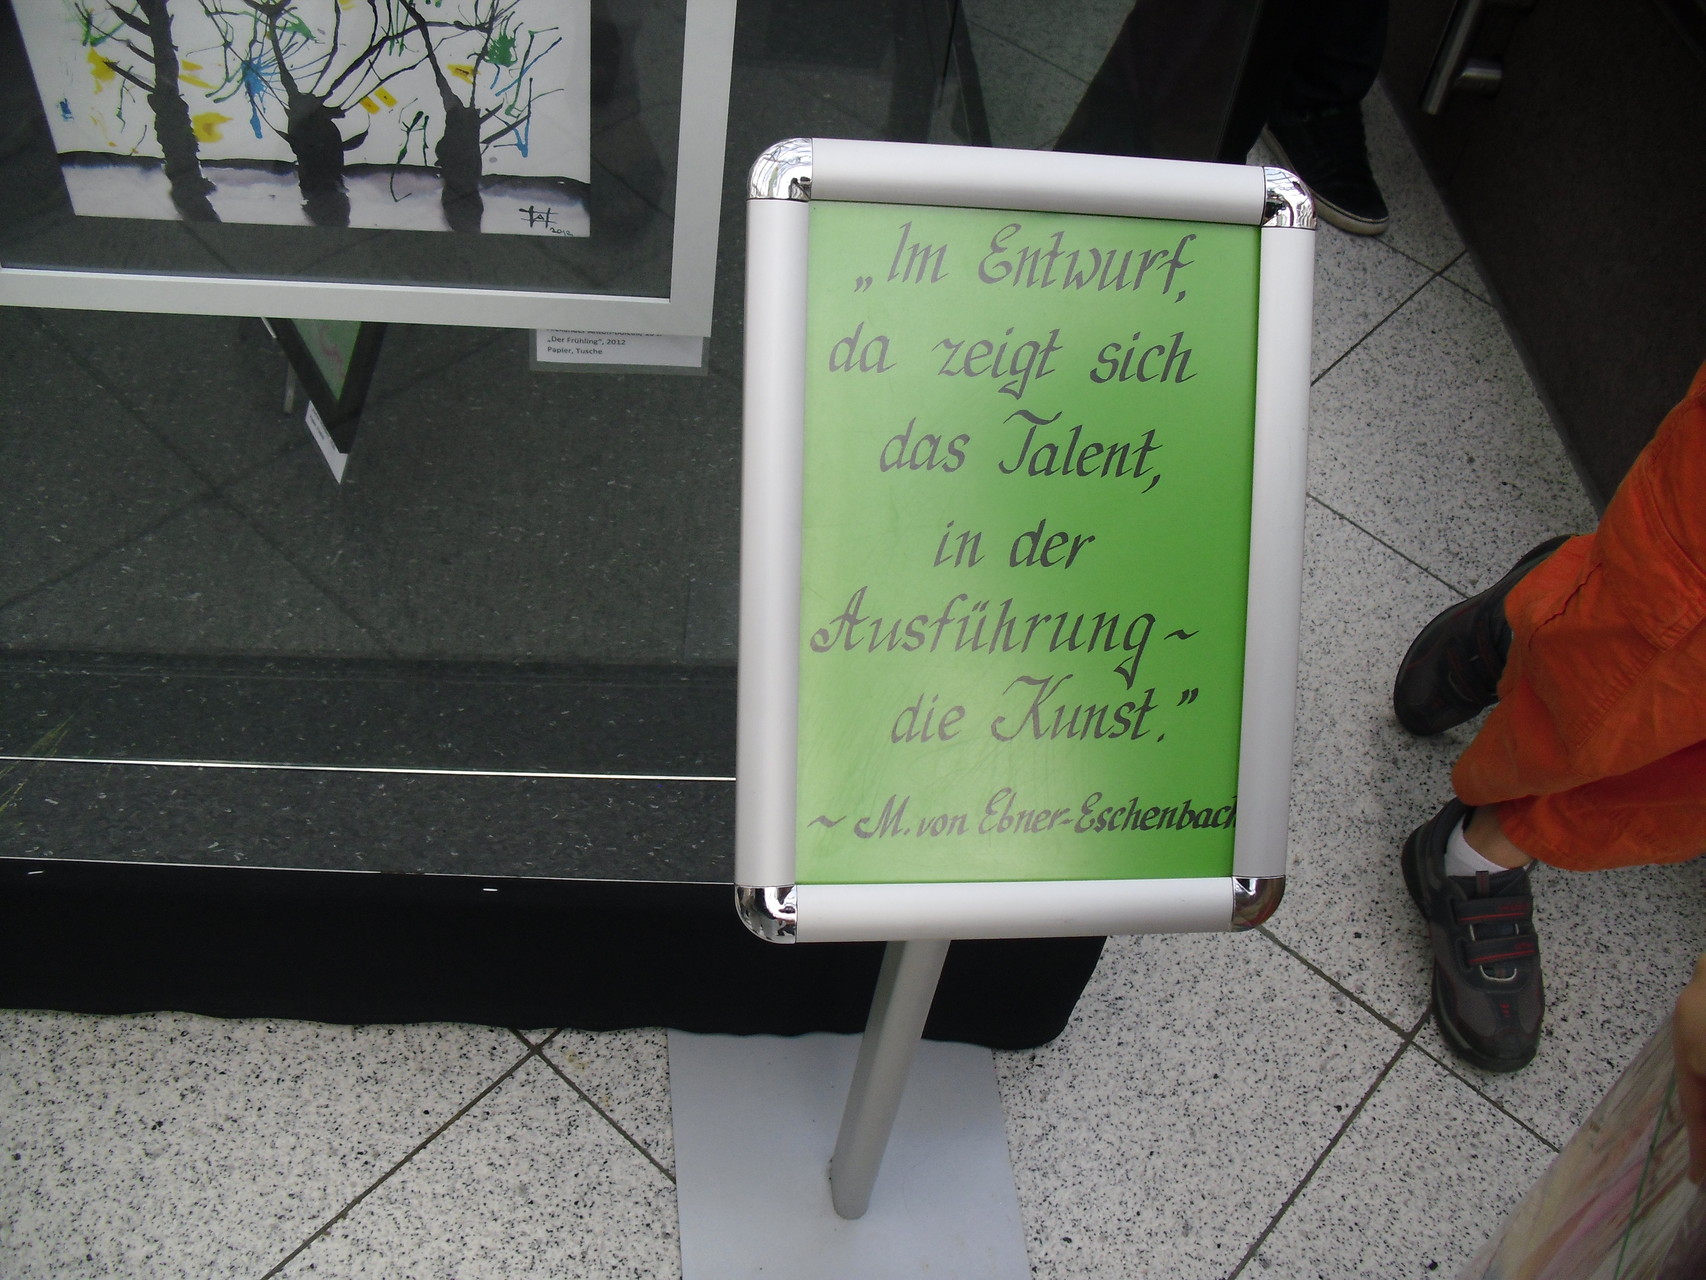 „Im Entwurf,
da zeigt sich
das Talent,
in der
Ausführung ~
die Kunst."
~ M. von Ebner-Eschenbach
„Der Frühling", 2012
Papier, Tusche
2012